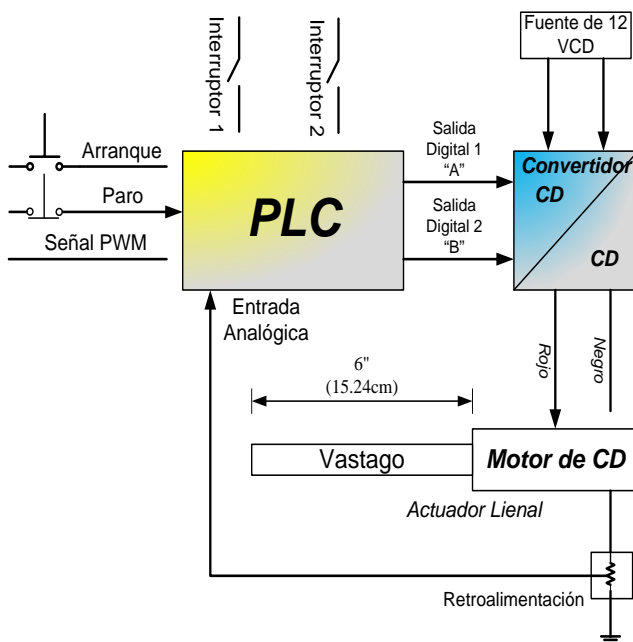 Interruptor 1
Interruptor 2
Fuente de 12
VCD
Arranque
Paro
Señal PWM
PLC
Salida
Digital 1
"A"
Salida
Digital 2
"B"
Convertidor
CD
CD
Entrada
Analógica
Rojo
Negro
6"
(15.24cm)
Vastago
Motor de CD
Actuador Lienal
Retroalimentación